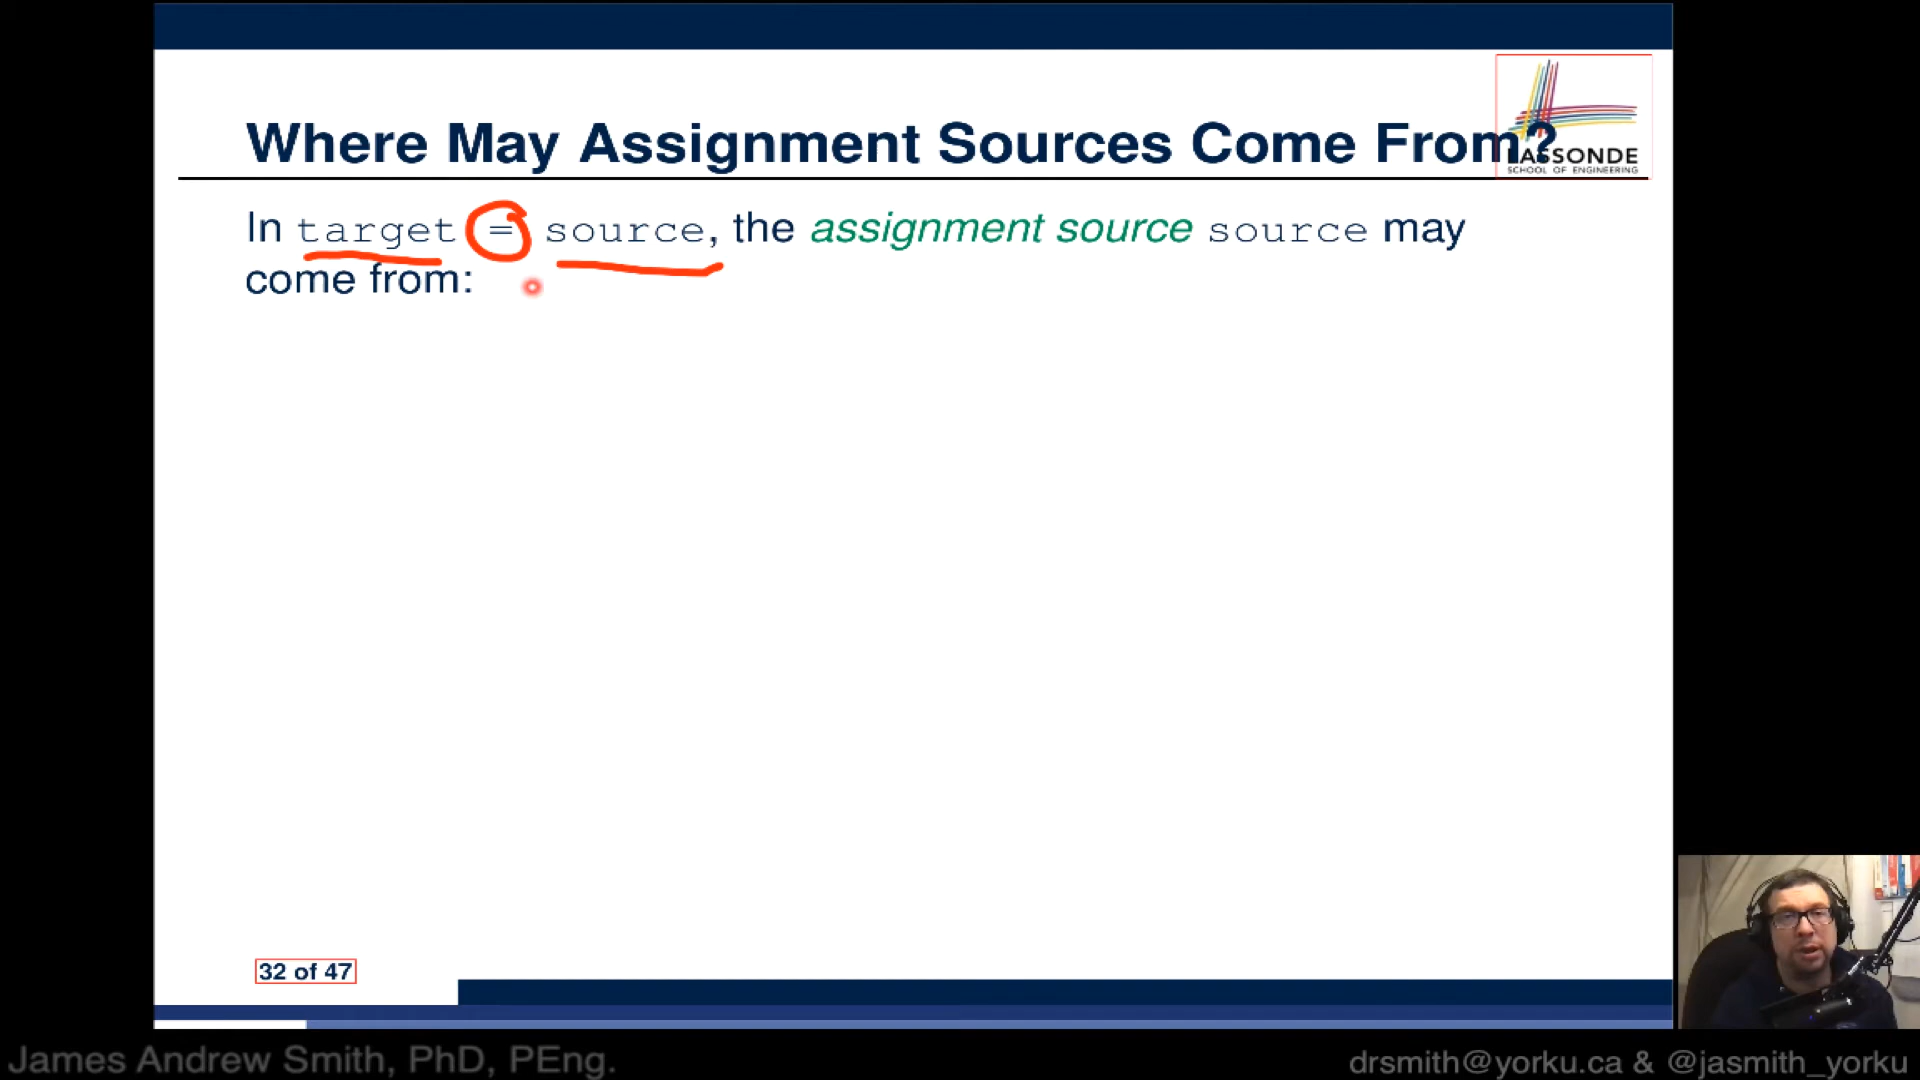 Where May Assignment Sources Come From?
LASSONDE
SCHOOL OF ENGINEERING
In target = source, the assignment source source may
come from:
32 of 47
James Andrew Smith, PhD, PEng.
drsmith@yorku.ca & @jasmith_yorku